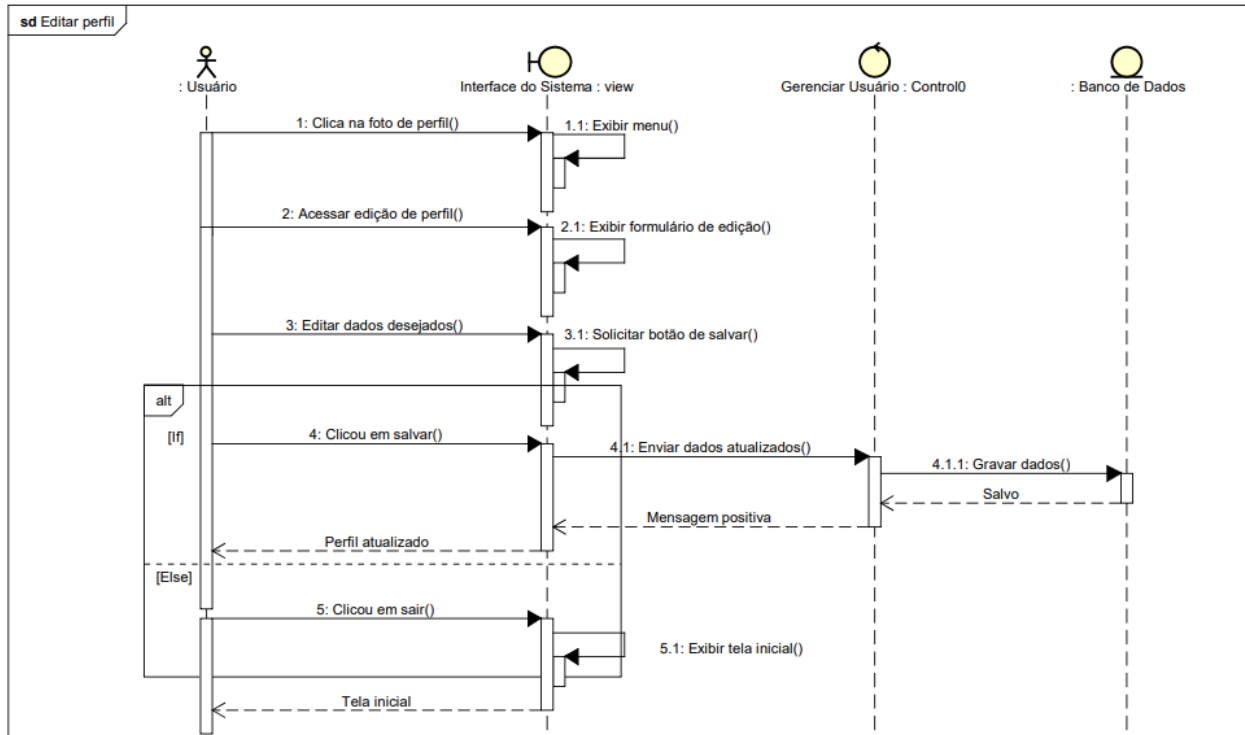 sd Editar perfil
: Usuário
Interface do Sistema : view
Gerenciar Usuário : Control0
: Banco de Dados
1: Clica na foto de perfil()
1.1: Exibir menu()
2: Acessar edição de perfil()
2.1: Exibir formulário de edição()
3: Editar dados desejados()
3.1: Solicitar botão de salvar()
alt
[If]
4: Clicou em salvar()
4.1: Enviar dados atualizados()
4.1.1: Gravar dados()
Salvo
Mensagem positiva
Perfil atualizado
[Else]
5: Clicou em sair()
5.1: Exibir tela inicial()
Tela inicial